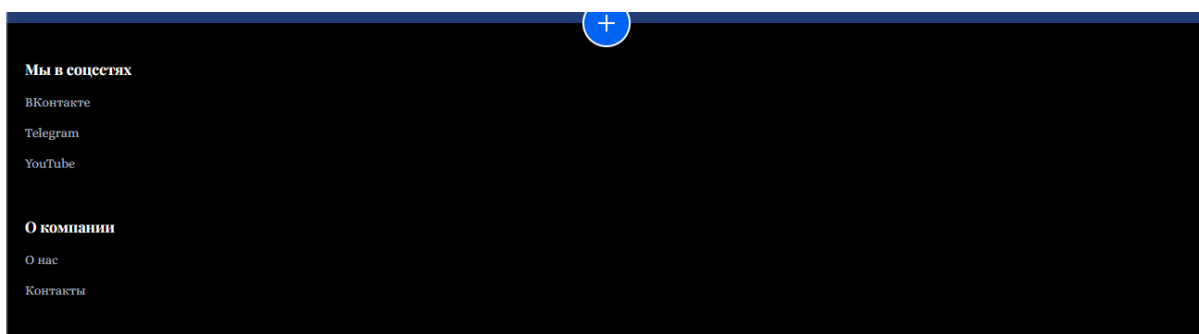 Мы в соцсетях
ВКонтакте
Telegram
YouTube
О компании
О нас
Контакты